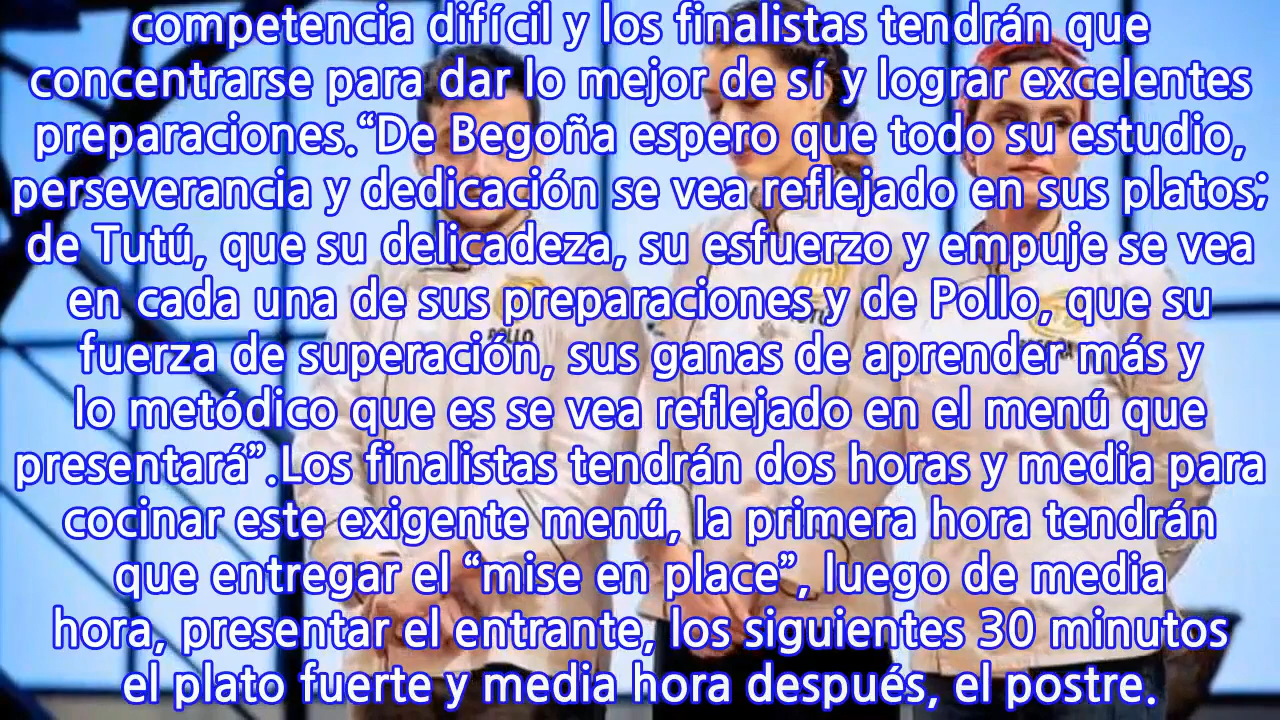 competencia difícil y los finalistas tendrán que
concentrarse para dar lo mejor de sí y lograr excelentes
preparaciones.“De Begoña espero que todo su estudio,
perseverancia y dedicación se vea reflejado en sus platos;
de Tutú, que su delicadeza, su esfuerzo y empuje se vea
en cada una de sus preparaciones y de Pollo, que su
fuerza de superación, sus ganas de aprender más y
lo metódico que es se vea reflejado en el menú que
presentará”.Los finalistas tendrán dos horas y media para
cocinar este exigente menú, la primera hora tendrán
que entregar el “mise en place”, luego de media
hora, presentar el entrante, los siguientes 30 minutos
el plato fuerte y media hora después, el postre.
POLLO